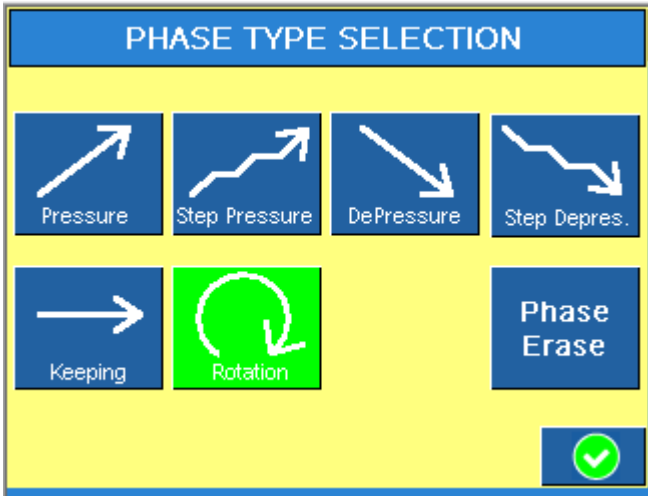 PHASE TYPE SELECTION
Pressure
Step Pressure
DePressure
Step Depres.
Keeping
Rotation
Phase
Erase